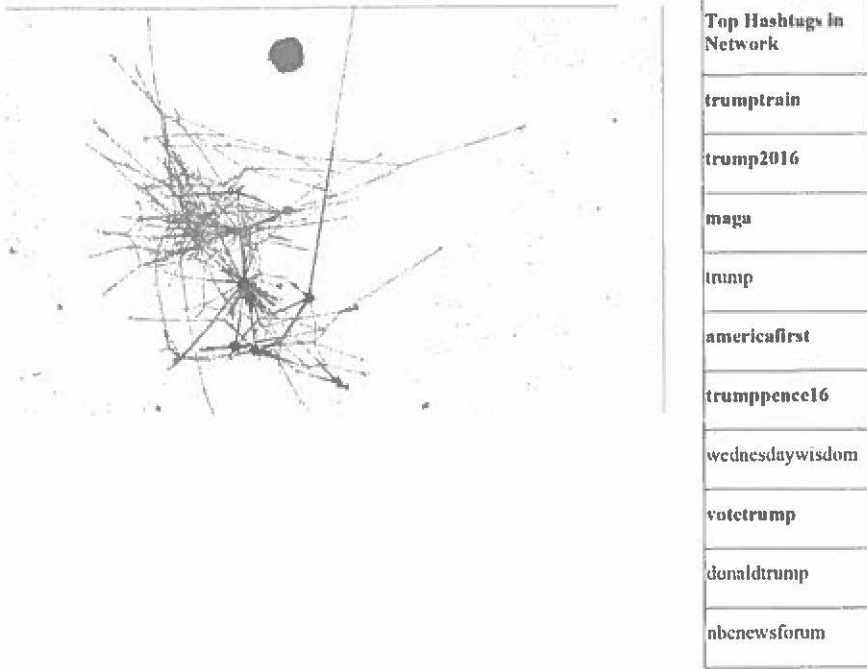 Top Hashtags in
Network
trumptrain
trump2016
maga
trump
americafirst
trumppence16
wednesdaywisdom
votetrump
donaldtrump
nbcnewsforum